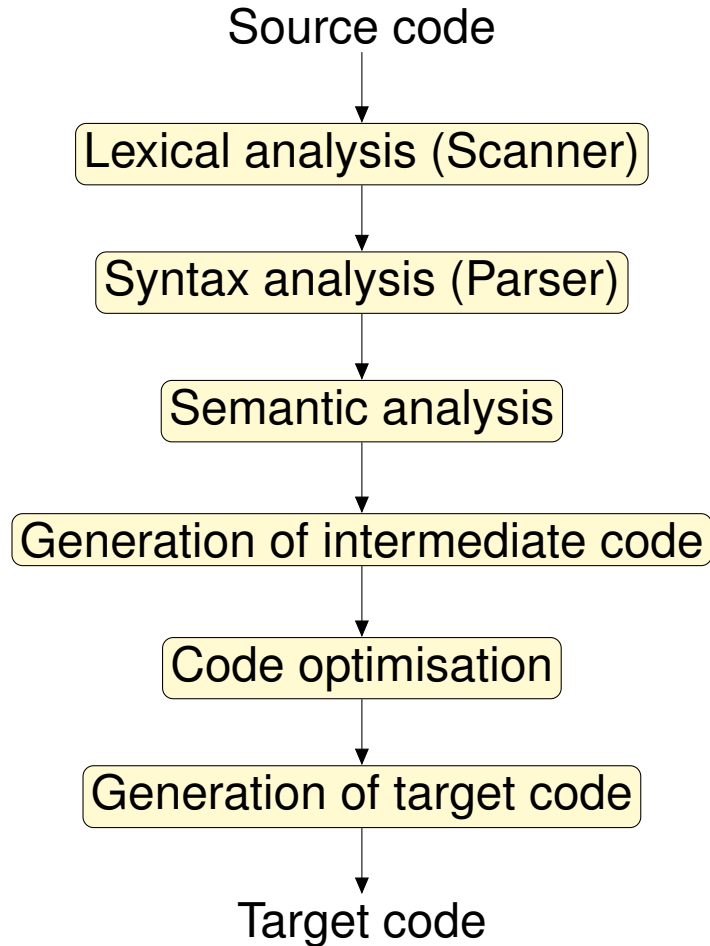 Source code
Lexical analysis (Scanner)
Syntax analysis (Parser)
Semantic analysis
Generation of intermediate code
Code optimisation
Generation of target code
Target code